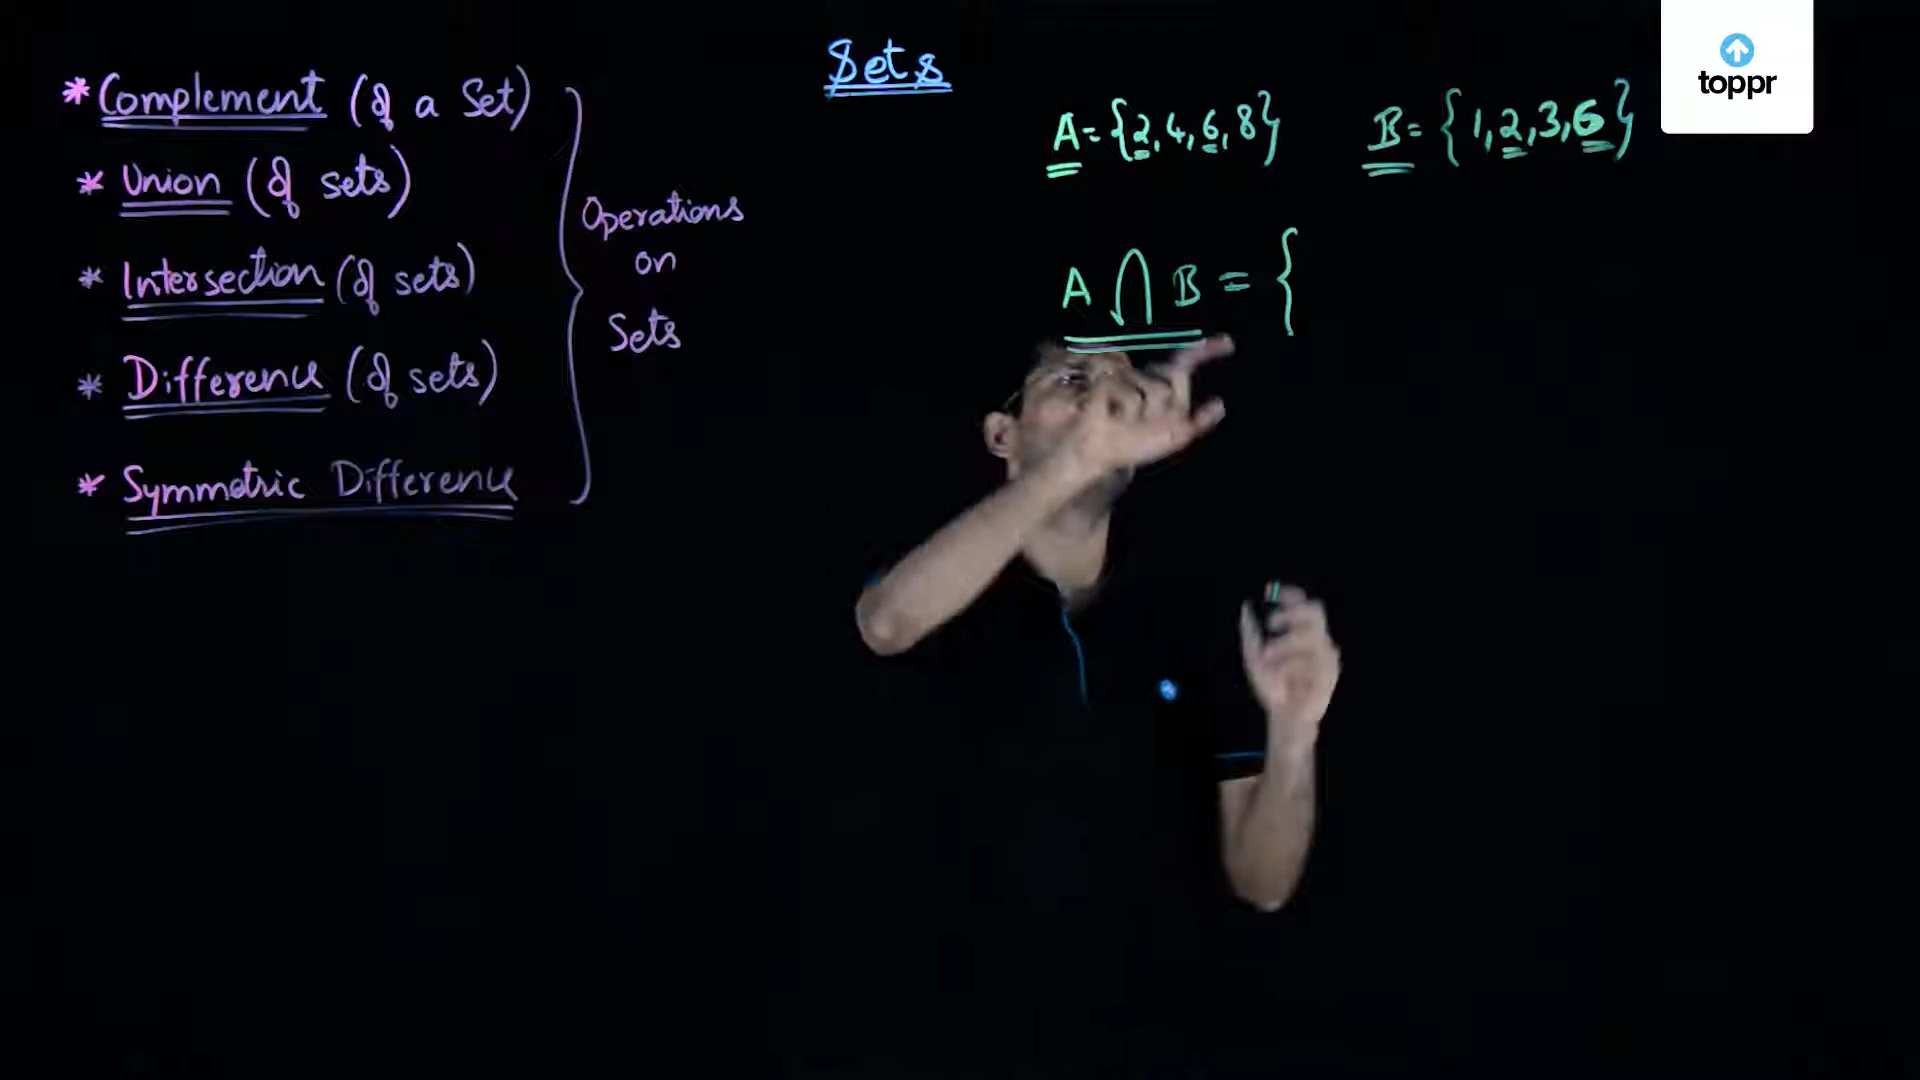 Sets
toppr
* Complement (of a Set)
* Union (of sets)
* Intersection (of sets)
* Difference (of sets)
* Symmetric Difference
Operations
on
Sets
A = {2, 4, 6, 8} B = {1, 2, 3, 6}
A ∩ B = {